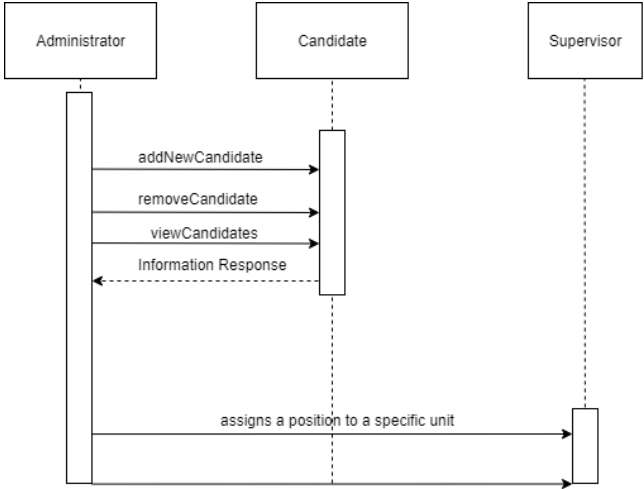 Administrator
Candidate
Supervisor
addNewCandidate
removeCandidate
viewCandidates
Information Response
assigns a position to a specific unit